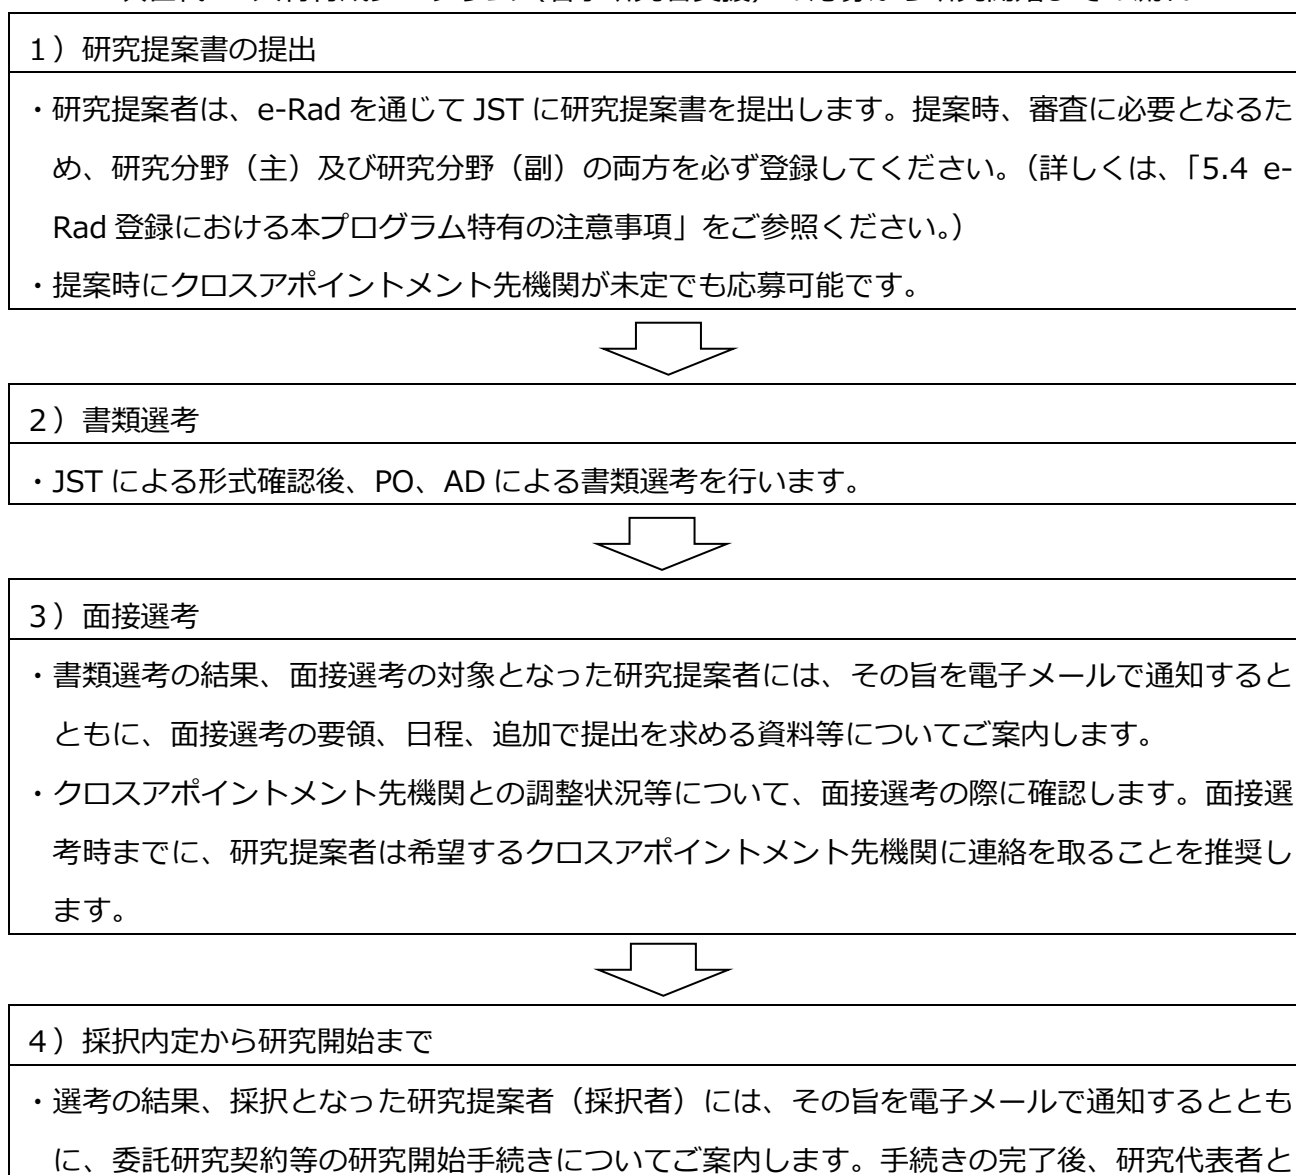 1）研究提案書の提出
・研究提案者は、e-Rad を通じて JST に研究提案書を提出します。提案時、審査に必要となるた
め、研究分野（主）及び研究分野（副）の両方を必ず登録してください。（詳しくは、「5.4 e-
Rad 登録における本プログラム特有の注意事項」をご参照ください。）
・提案時にクロスアポイントメント先機関が未定でも応募可能です。
2）書類選考
・JST による形式確認後、PO、AD による書類選考を行います。
3）面接選考
・書類選考の結果、面接選考の対象となった研究提案者には、その旨を電子メールで通知すると
ともに、面接選考の要領、日程、追加で提出を求める資料等についてご案内します。
・クロスアポイントメント先機関との調整状況等について、面接選考の際に確認します。面接選
考時までに、研究提案者は希望するクロスアポイントメント先機関に連絡を取ることを推奨し
ます。
4）採択内定から研究開始まで
・選考の結果、採択となった研究提案者（採択者）には、その旨を電子メールで通知するととも
に、委託研究契約等の研究開始手続きについてご案内します。手続きの完了後、研究代表者と